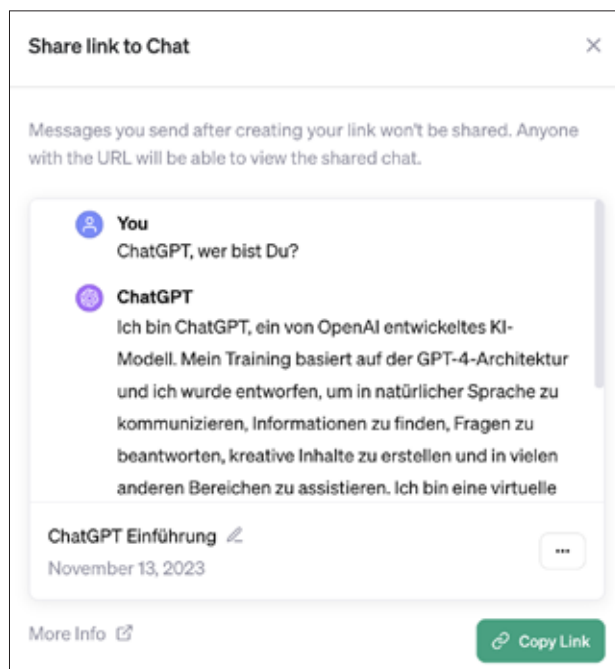 Share link to Chat
Messages you send after creating your link won't be shared. Anyone
with the URL will be able to view the shared chat.
You
ChatGPT, wer bist Du?
ChatGPT
Ich bin ChatGPT, ein von OpenAI entwickeltes KI-
Modell. Mein Training basiert auf der GPT-4-Architektur
und ich wurde entworfen, um in natürlicher Sprache zu
kommunizieren, Informationen zu finden, Fragen zu
beantworten, kreative Inhalte zu erstellen und in vielen
anderen Bereichen zu assistieren. Ich bin eine virtuelle
ChatGPT Einführung
November 13, 2023
More Info
Copy Link